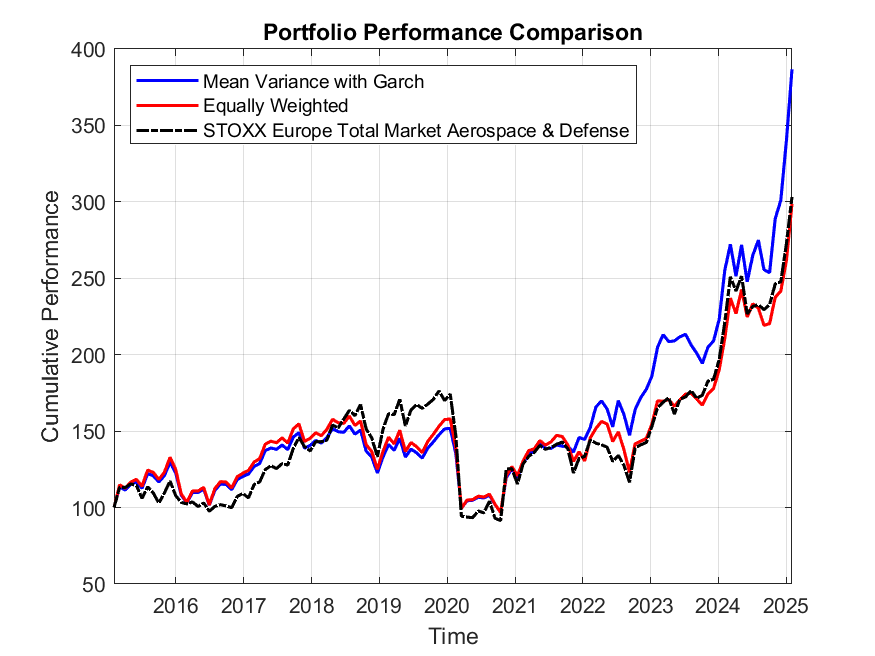 Portfolio Performance Comparison
400
350
300
250
200
150
100
50
Cumulative Performance
Mean Variance with Garch
Equally Weighted
STOXX Europe Total Market Aerospace & Defense
2016 2017 2018 2019 2020 2021 2022 2023 2024 2025
Time